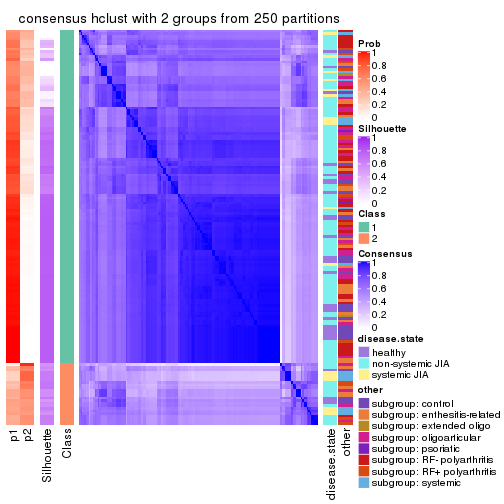 consensus hclust with 2 groups from 250 partitions
Prob
1
0.8
0.6
0.4
0.2
0
Silhouette
1
0.8
0.6
0.4
0.2
0
Class
1
2
Consensus
1
0.8
0.6
0.4
0.2
0
disease.state
healthy
non-systemic JIA
systemic JIA
other
subgroup: control
subgroup: enthesitis-related
subgroup: extended oligo
subgroup: oligoarticular
subgroup: psoriatic
subgroup: RF- polyarthritis
subgroup: RF+ polyarthritis
subgroup: systemic
p1
p2
Silhouette
Class
disease.state
other